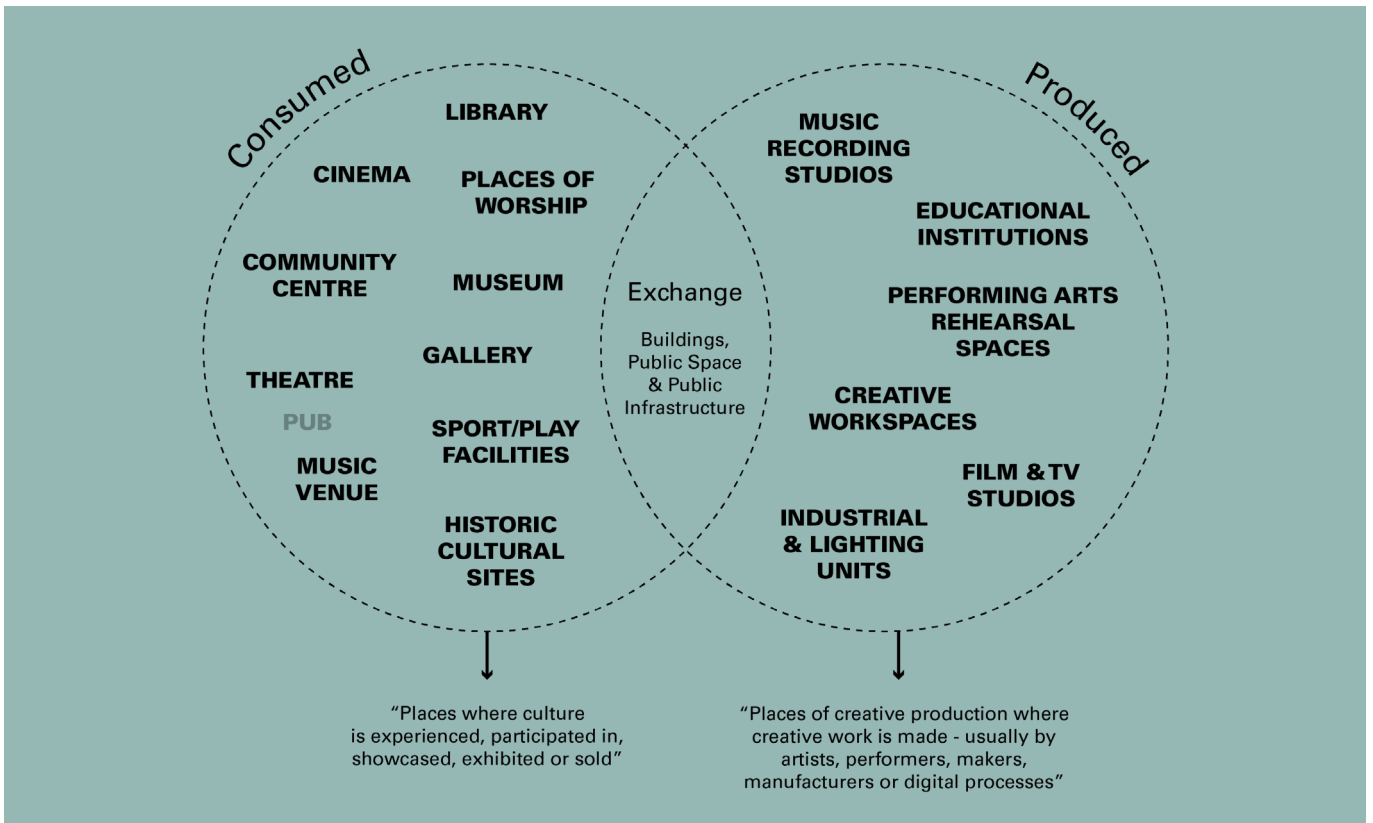 Consumed
LIBRARY
CINEMA
PLACES OF
WORSHIP
COMMUNITY
CENTRE
MUSEUM
GALLERY
THEATRE
PUB
SPORT/PLAY
FACILITIES
MUSIC
VENUE
HISTORIC
CULTURAL
SITES
Exchange
Buildings,
Public Space
& Public
Infrastructure
Produced
MUSIC
RECORDING
STUDIOS
EDUCATIONAL
INSTITUTIONS
PERFORMING ARTS
REHEARSAL
SPACES
CREATIVE
WORKSPACES
FILM & TV
STUDIOS
INDUSTRIAL
& LIGHTING
UNITS
“Places where culture
is experienced, participated in,
showcased, exhibited or sold”
“Places of creative production where
creative work is made - usually by
artists, performers, makers,
manufacturers or digital processes”